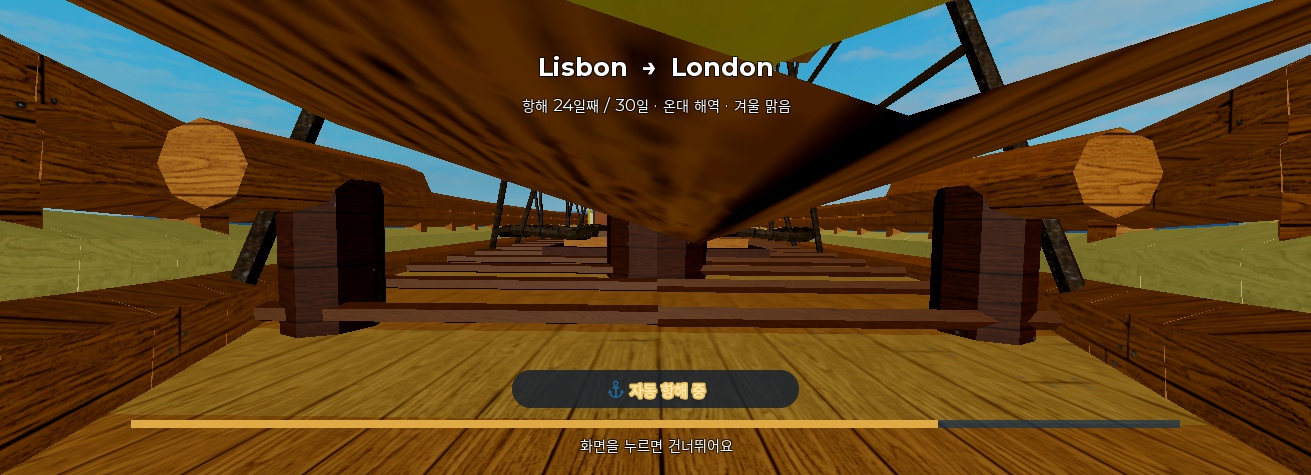 Lisbon → London
항해 24일째 / 30일 · 온대 해역 · 겨울 맑음
⚓ 자동 항해 중
화면을 누르면 건너뛰어요